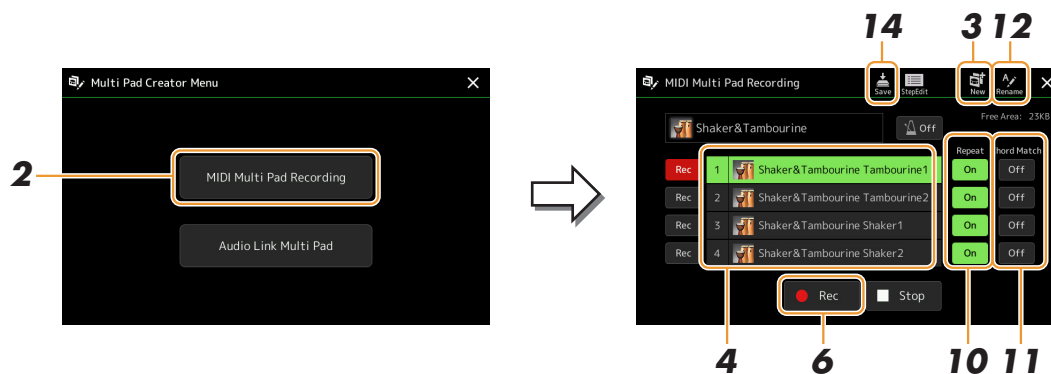 14 3 12
Multi Pad Creator Menu
MIDI Multi Pad Recording
Save
StepEdit
New
Rename
Free Area: 23KB
Shaker&Tambourine
Off
Repeat
hord Match
2
MIDI Multi Pad Recording
Rec 1 Shaker&Tambourine Tambourine1 On Off
Rec 2 Shaker&Tambourine Tambourine2 On Off
Rec 3 Shaker&Tambourine Shaker1 On Off
Audio Link Multi Pad
Rec 4 Shaker&Tambourine Shaker2 On Off
Rec
Stop
4 6 10 11